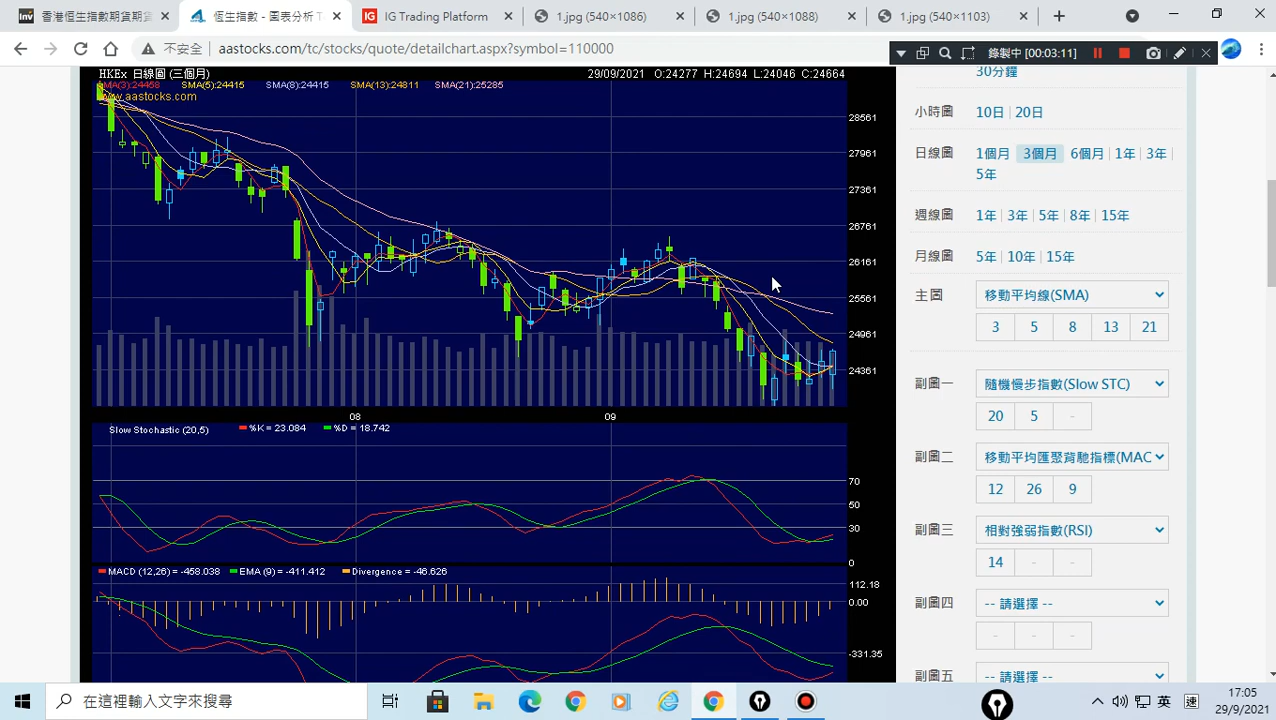 香港恒生指數期貨期貨
恆生指數 - 圖表分析 T
IG Trading Platform
1.jpg (540×1086)
1.jpg (540×1108)
1.jpg (540×1103)
不安全
aastocks.com/tc/stocks/quote/detailchart.aspx?symbol=110000
錄製中 [00:03:11]
HKEx 日線圖 (三個月)
29/09/2021 O:24277 H:24694 L:24046 C:24664
SMA(3):24458 SMA(5):24415 SMA(8):24415 SMA(13):24811 SMA(21):25285
www.aastocks.com
28561
27961
27361
26761
26161
25561
24961
24361
08 09
Slow Stochastic (20,5) %K = 23.084 %D = 18.742
70
50
30
0
MACD (12,26) = -458.038 EMA (9) = -411.412 Divergence = -46.626
112.18
0.00
-331.35
30分鐘
小時圖 10日 | 20日
日線圖 1個月 3個月 6個月 | 1年 | 3年 |
5年
週線圖 1年 | 3年 | 5年 | 8年 | 15年
月線圖 5年 | 10年 | 15年
主圖 移動平均線(SMA)
3 5 8 13 21
副圖一 隨機慢步指數(Slow STC)
20 5 -
副圖二 移動平均匯聚背馳指標(MAC
12 26 9
副圖三 相對強弱指數(RSI)
14 - -
副圖四 -- 請選擇 --
- - -
副圖五 -- 請選擇 --
在這裡輸入文字來搜尋
英
速
17:05
29/9/2021